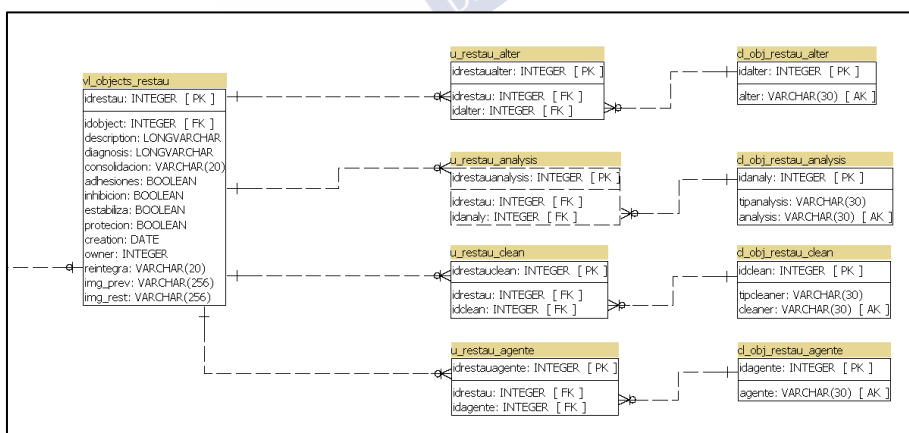 vl_objects_restau
idrestau: INTEGER [ PK ]
idobject: INTEGER [ FK ]
description: LONGVARCHAR
diagnosis: LONGVARCHAR
consolidacion: VARCHAR(20)
adhesiones: BOOLEAN
inhibicion: BOOLEAN
estabiliza: BOOLEAN
protecion: BOOLEAN
creation: DATE
owner: INTEGER
reintegra: VARCHAR(20)
img_prev: VARCHAR(256)
img_rest: VARCHAR(256)
u_restau_alter
idrestaualter: INTEGER [ PK ]
idrestau: INTEGER [ FK ]
idalter: INTEGER [ FK ]
cl_obj_restau_alter
idalter: INTEGER [ PK ]
alter: VARCHAR(30) [ AK ]
u_restau_analysis
idrestauanalysis: INTEGER [ PK ]
idrestau: INTEGER [ FK ]
idanaly: INTEGER [ FK ]
cl_obj_restau_analysis
idanaly: INTEGER [ PK ]
tipanalysis: VARCHAR(30)
analysis: VARCHAR(30) [ AK ]
u_restau_clean
idrestauclean: INTEGER [ PK ]
idrestau: INTEGER [ FK ]
idclean: INTEGER [ FK ]
cl_obj_restau_clean
idclean: INTEGER [ PK ]
tipcleaner: VARCHAR(30)
cleaner: VARCHAR(30) [ AK ]
u_restau_agente
idrestauagente: INTEGER [ PK ]
idrestau: INTEGER [ FK ]
idagente: INTEGER [ FK ]
cl_obj_restau_agente
idagente: INTEGER [ PK ]
agente: VARCHAR(30) [ AK ]